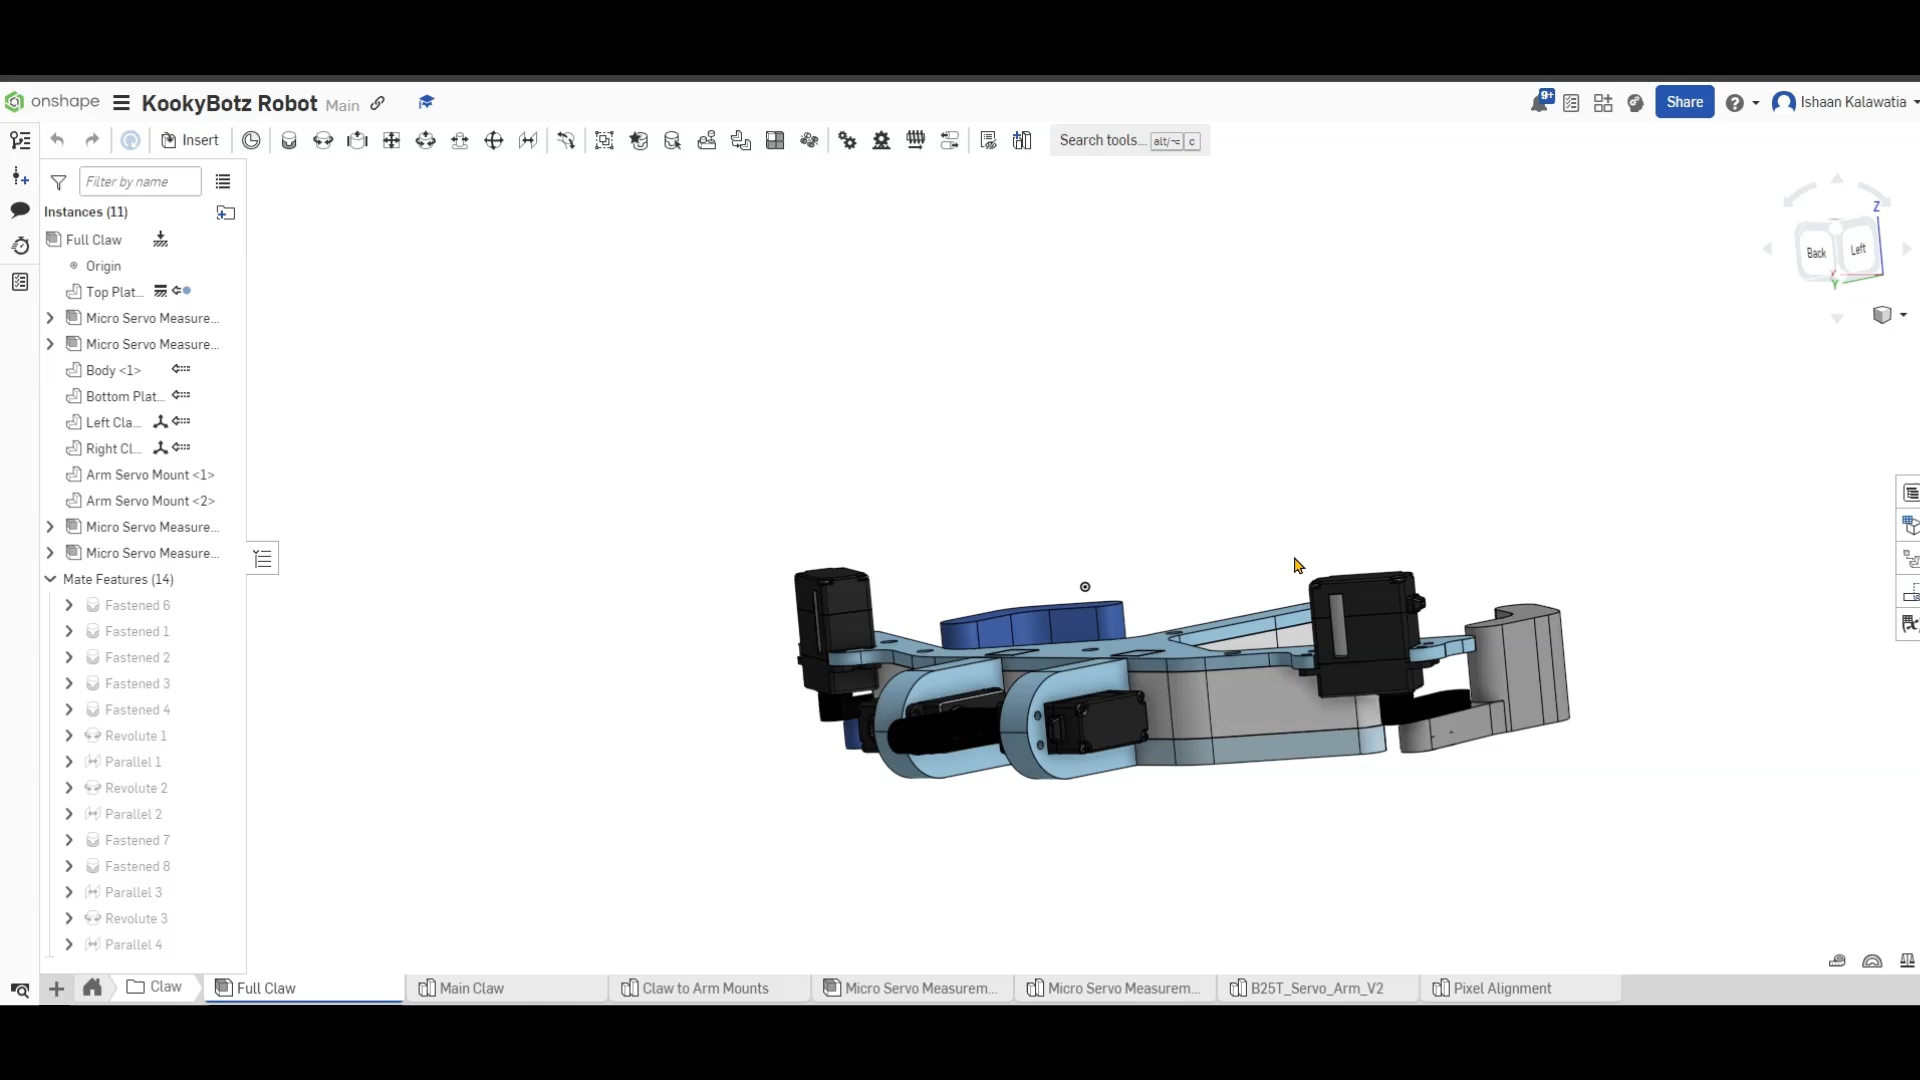 onshape KookyBotz Robot Main
9+ Share Ishaan Kalawatia
Insert Search tools... alt/⌥ c
Filter by name
Instances (11)
Full Claw
Origin
Top Plat...
Micro Servo Measure...
Micro Servo Measure...
Body <1>
Bottom Plat...
Left Cla...
Right Cl...
Arm Servo Mount <1>
Arm Servo Mount <2>
Micro Servo Measure...
Micro Servo Measure...
Mate Features (14)
Fastened 6
Fastened 1
Fastened 2
Fastened 3
Fastened 4
Revolute 1
Parallel 1
Revolute 2
Parallel 2
Fastened 7
Fastened 8
Parallel 3
Revolute 3
Parallel 4
Z
Back Left
Y
Claw Full Claw Main Claw Claw to Arm Mounts Micro Servo Measurem... Micro Servo Measurem... B25T_Servo_Arm_V2 Pixel Alignment